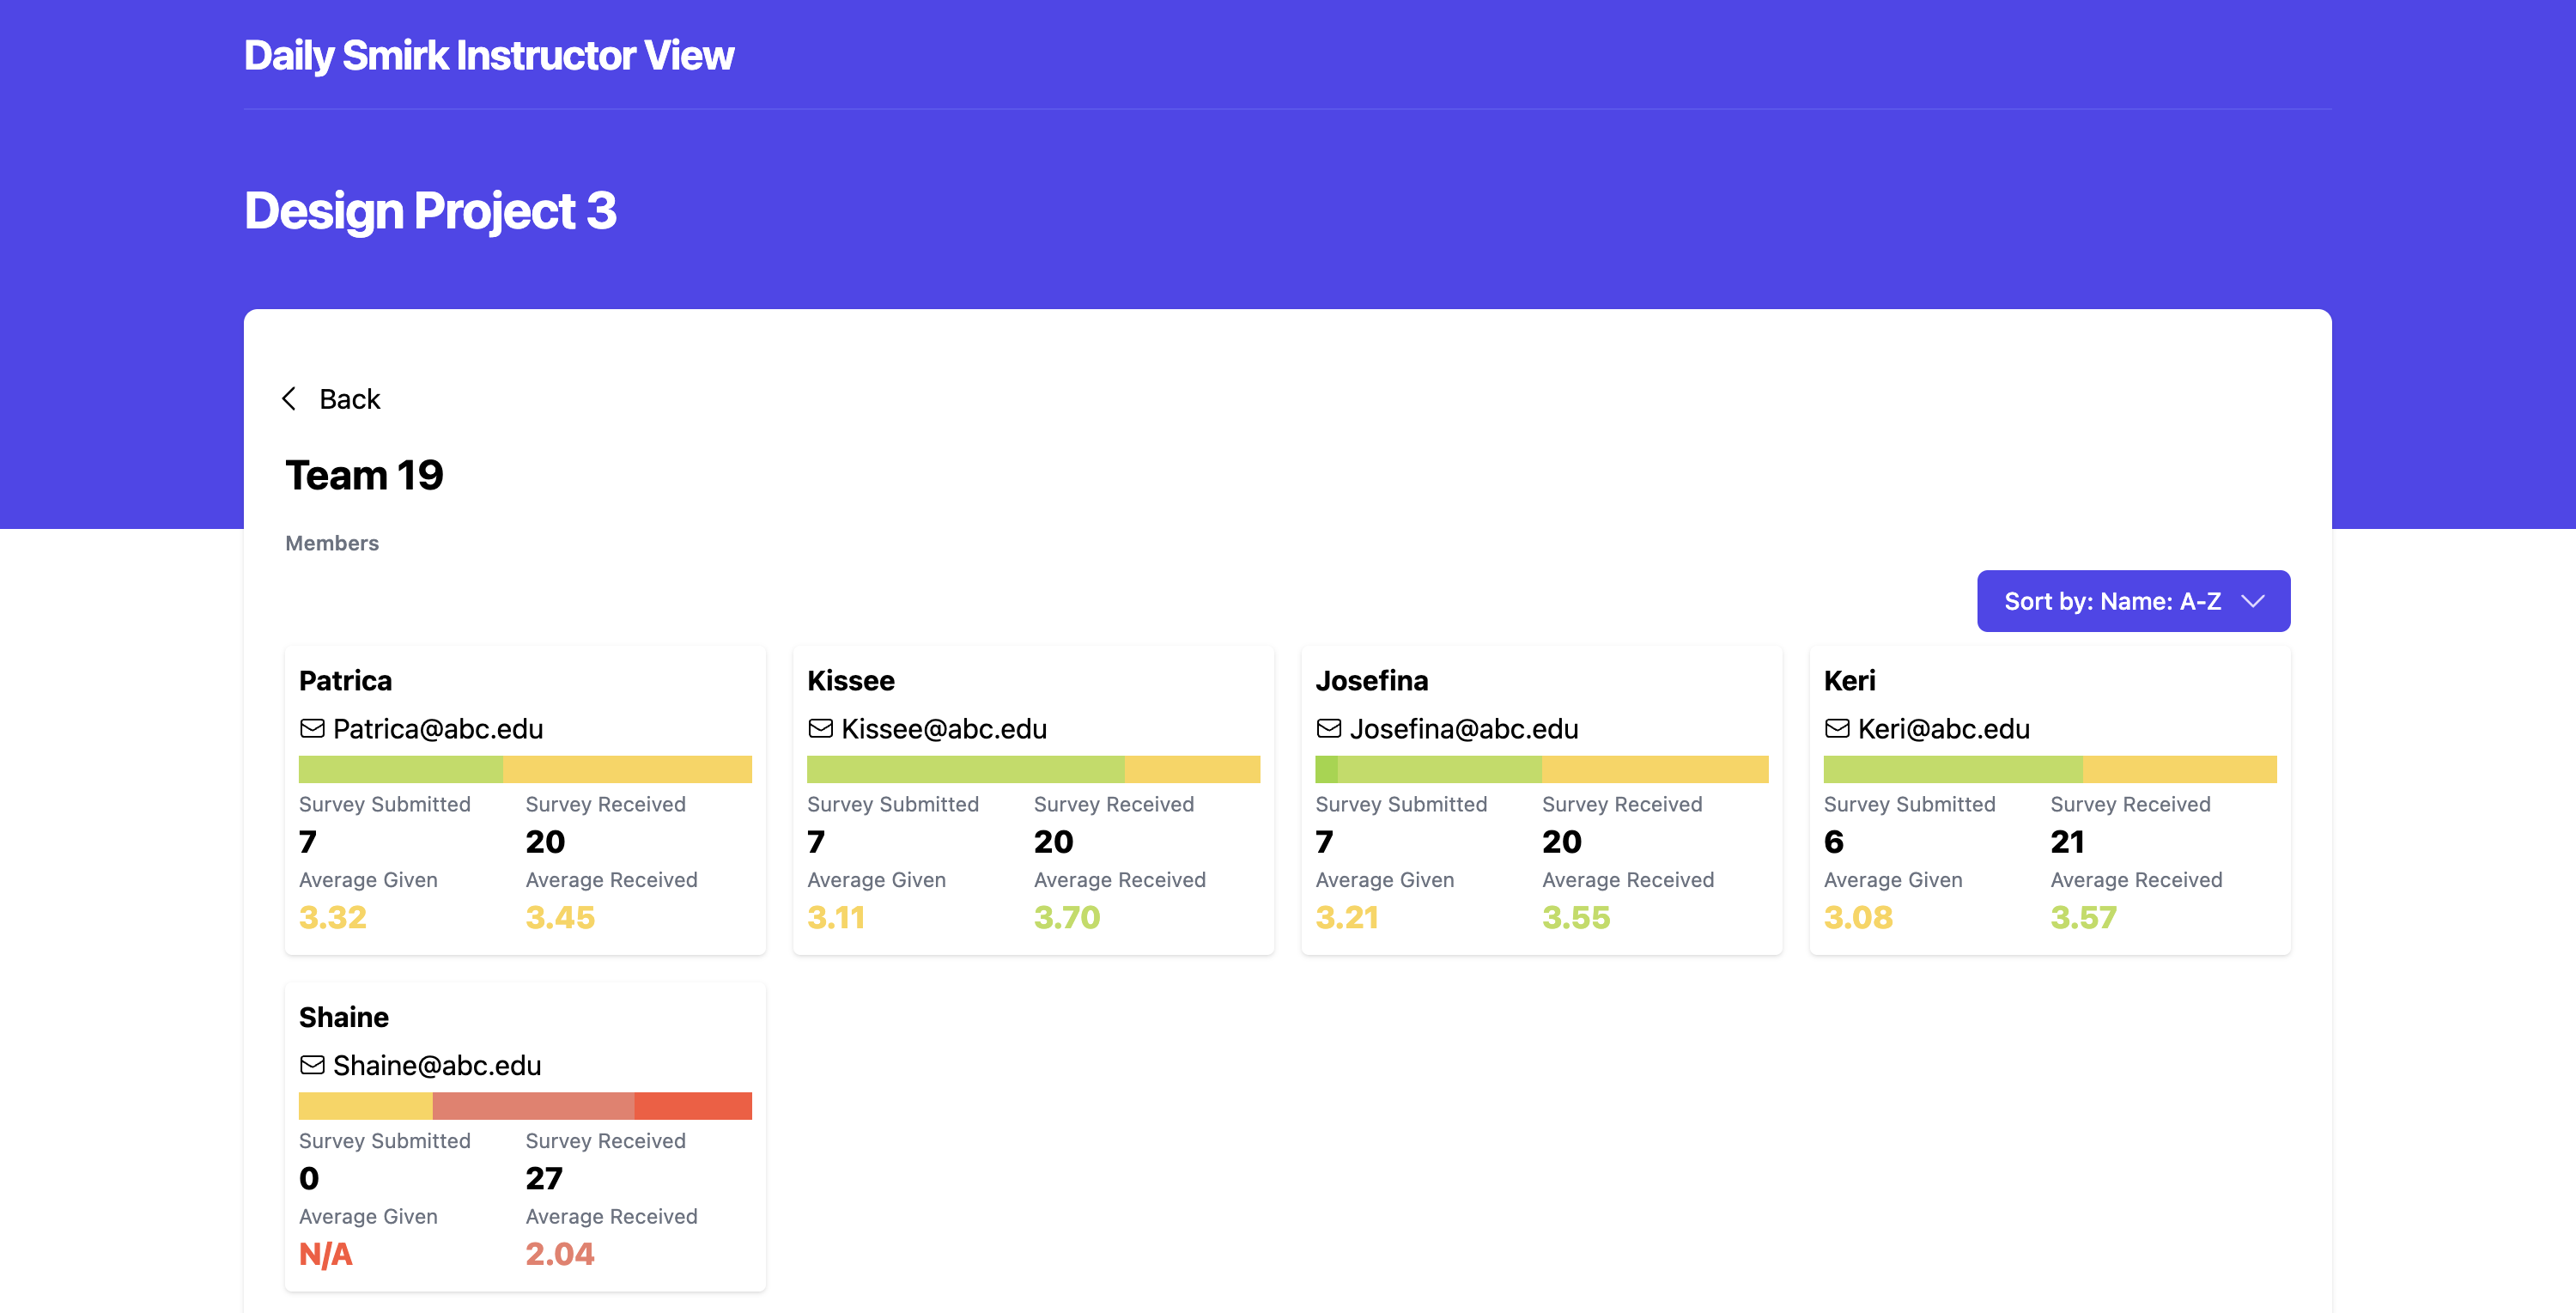 Daily Smirk Instructor View
Design Project 3
Back
Team 19
Members
Sort by: Name: A-Z
Patrica
Patrica@abc.edu
Survey Submitted
7
Survey Received
20
Average Given
3.32
Average Received
3.45
Kissee
Kissee@abc.edu
Survey Submitted
7
Survey Received
20
Average Given
3.11
Average Received
3.70
Josefina
Josefina@abc.edu
Survey Submitted
7
Survey Received
20
Average Given
3.21
Average Received
3.55
Keri
Keri@abc.edu
Survey Submitted
6
Survey Received
21
Average Given
3.08
Average Received
3.57
Shaine
Shaine@abc.edu
Survey Submitted
0
Survey Received
27
Average Given
N/A
Average Received
2.04